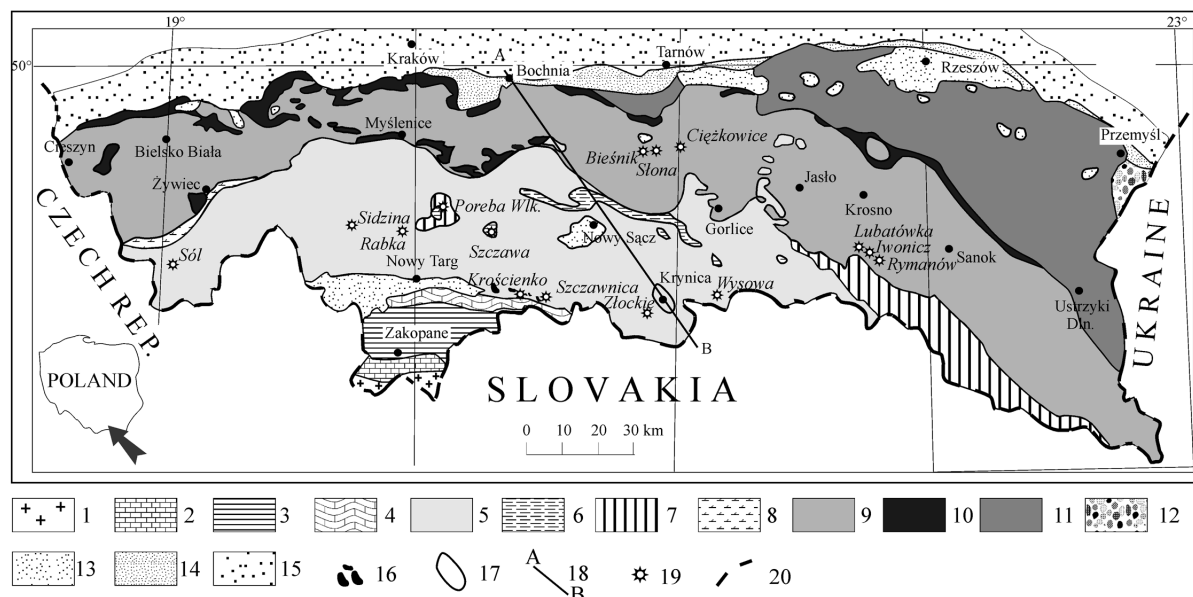 19°
23°
50°
Kraków
A
Bochnia
Tarnów
Rzeszów
Cieszyn
Bielsko Biała
Myślenice
Ciężkowice
Bieśnik
Słona
Przemyśl
Żywiec
Jasło
Krosno
Sidzina
Poreba Wlk.
Rabka
Szczawa
Nowy Sącz
Gorlice
Lubatówka
Iwonicz
Rymanów
Sanok
Sól
Nowy Targ
Krościenko
Szczawnica
Krynica
Złockie
Wysowa
Ustrzyki
Dln.
Zakopane
B
CZECH REP.
UKRAINE
SLOVAKIA
POLAND
0 10 20 30 km
1 2 3 4 5 6 7 8 9 10 11 12
13 14 15 16 17 A B 18 19 20